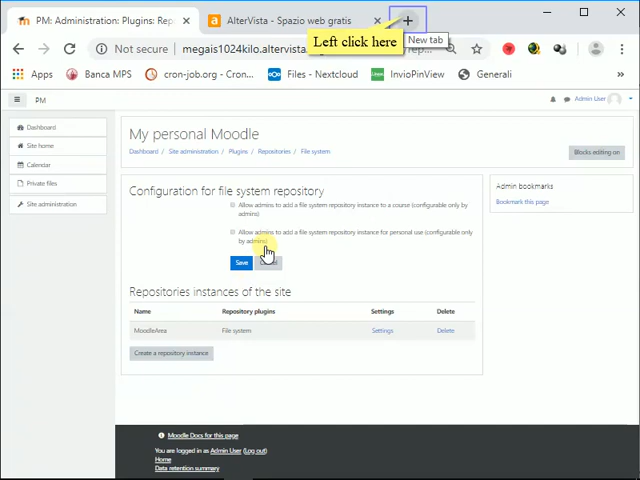 PM: Administration: Plugins: Rep
AlterVista - Spazio web gratis
Left click here
New tab
Not secure
megais1024kilo.altervista.
Apps
Banca MPS
cron-job.org - Cron...
Files - Nextcloud
InvioPinView
Generali
PM
Admin User
Dashboard
Site home
Calendar
Private files
Site administration
My personal Moodle
Dashboard / Site administration / Plugins / Repositories / File system
Blocks editing on
Configuration for file system repository
Allow admins to add a file system repository instance to a course (configurable only by
admins)
Allow admins to add a file system repository instance for personal use (configurable only
by admins)
Save
Admin bookmarks
Bookmark this page
Repositories instances of the site
Name Repository plugins Settings Delete
MoodleArea File system Settings Delete
Create a repository instance
Moodle Docs for this page
You are logged in as Admin User (Log out)
Home
Data retention summary